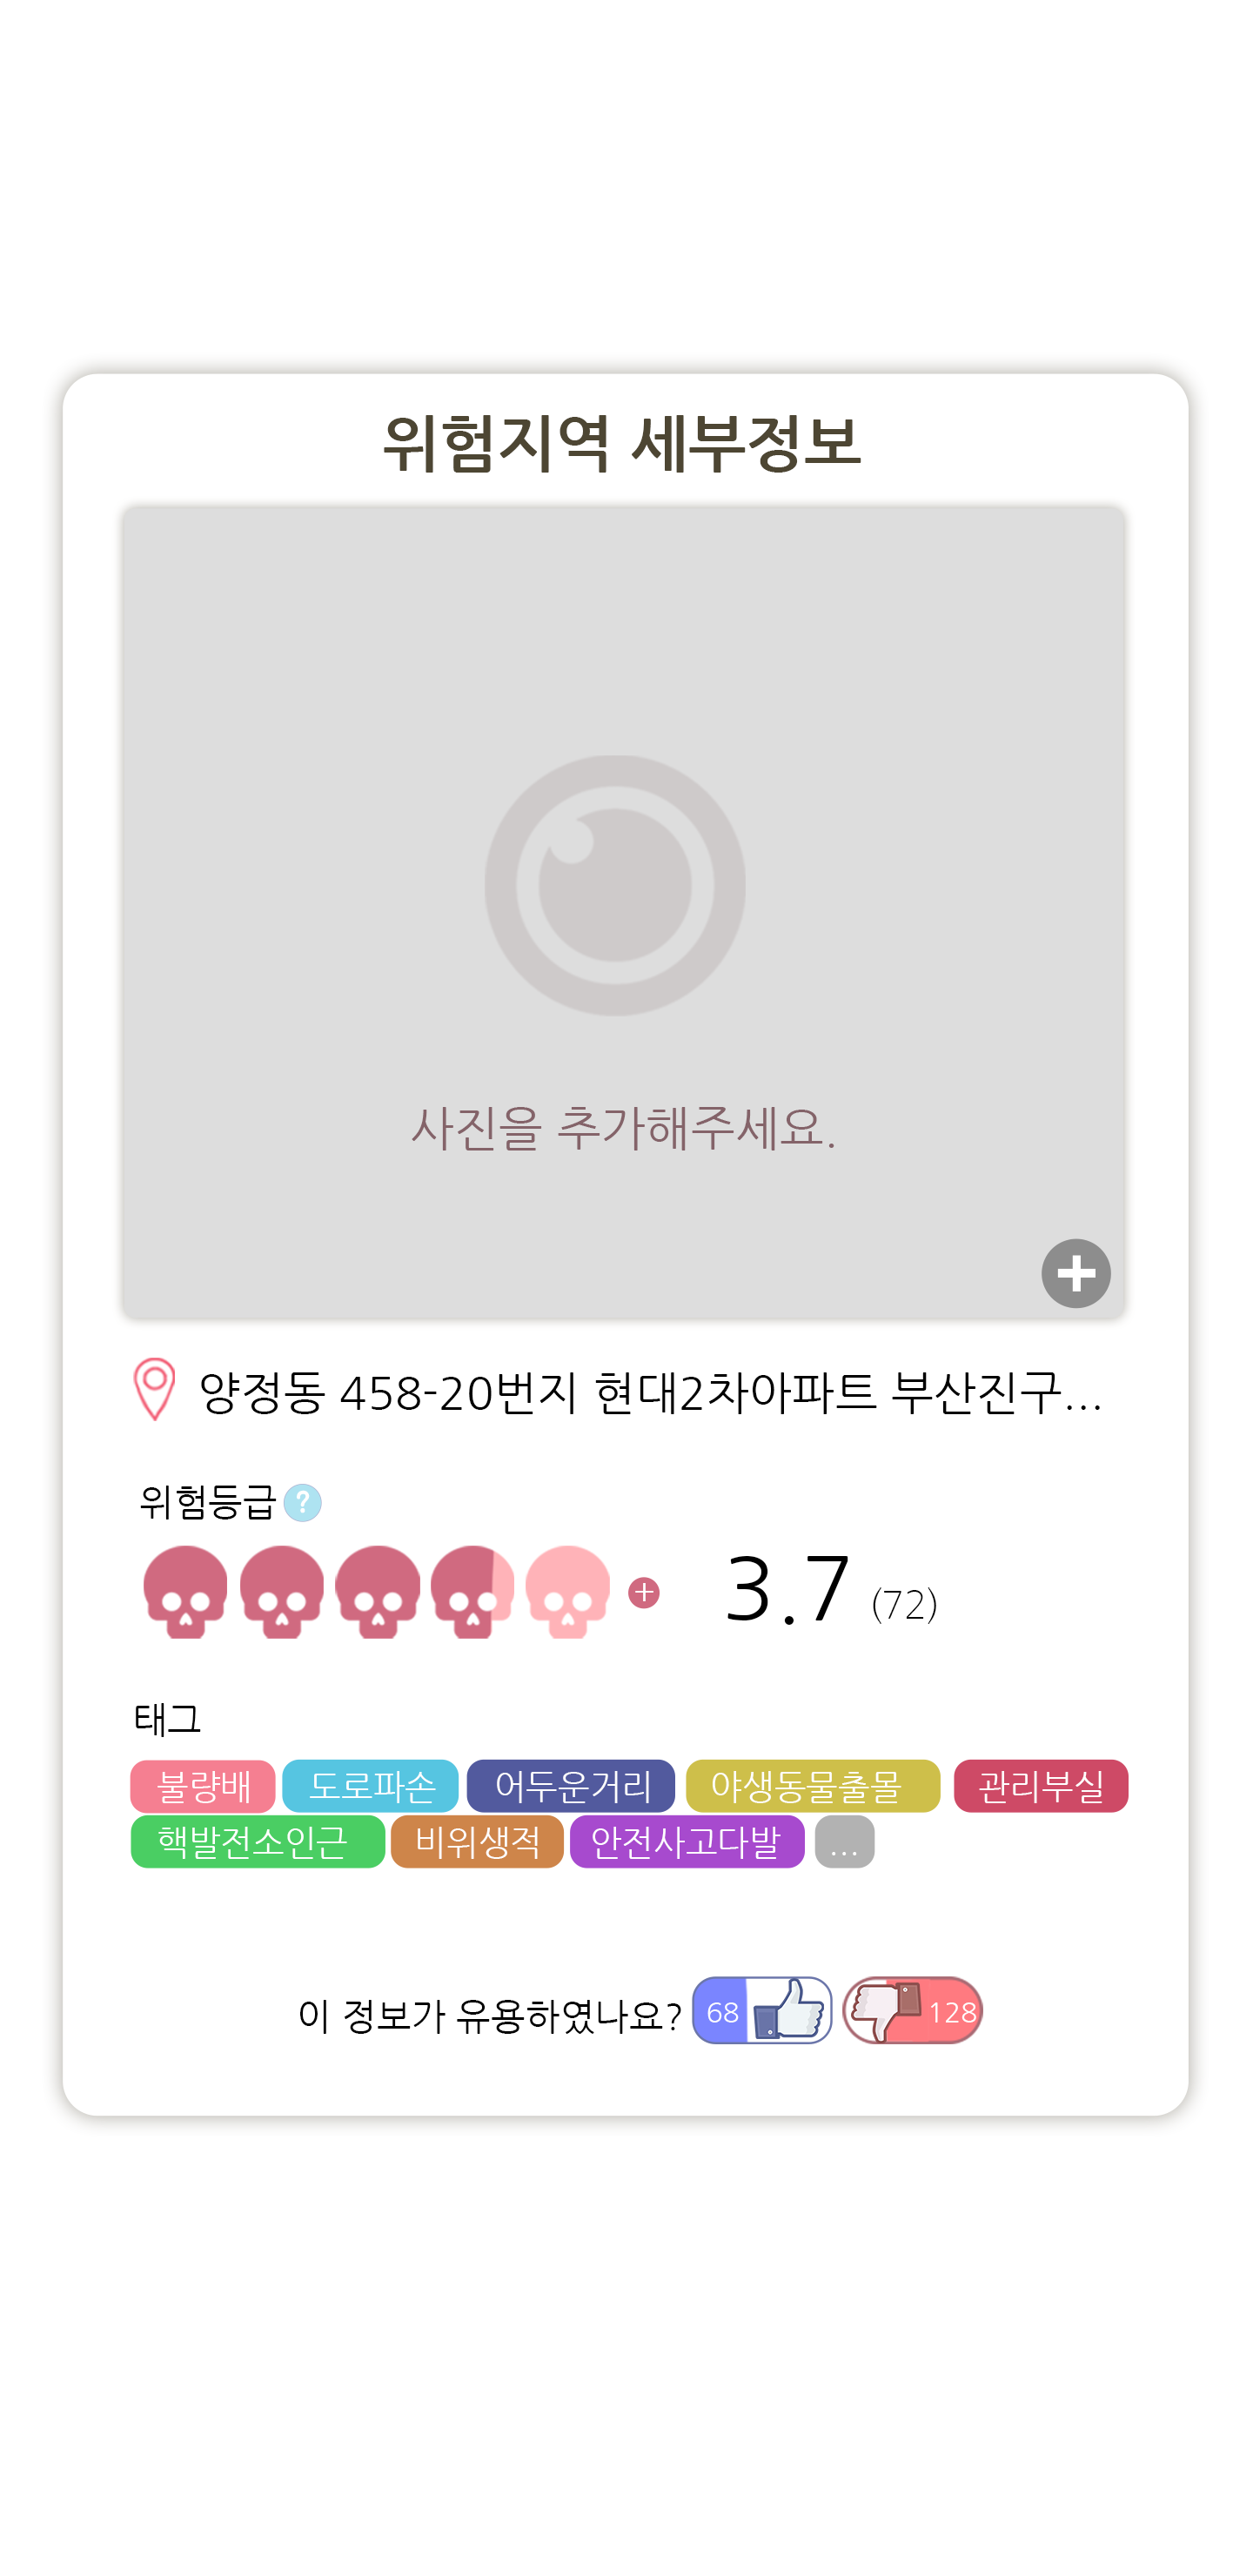 위험지역 세부정보
사진을 추가해주세요.
양정동 458-20번지 현대2차아파트 부산진구...
위험등급 ?
3.7 (72)
태그
불량배 도로파손 어두운거리 야생동물출몰 관리부실
핵발전소인근 비위생적 안전사고다발 ...
이 정보가 유용하였나요? 68 128